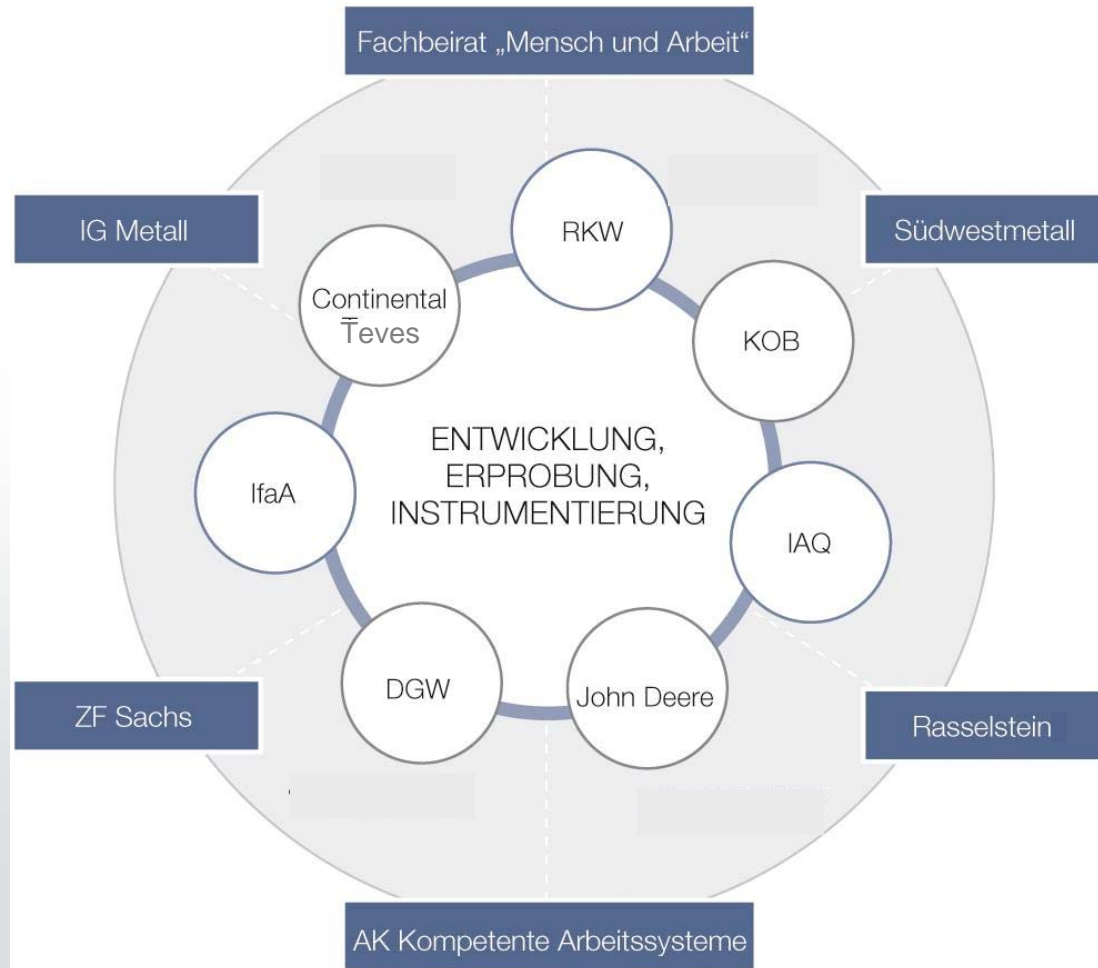 Fachbeirat „Mensch und Arbeit“
IG Metall
Südwestmetall
RKW
Continental
Teves
KOB
ENTWICKLUNG,
ERPROBUNG,
INSTRUMENTIERUNG
IfaA
IAQ
DGW
John Deere
ZF Sachs
Rasselstein
AK Kompetente Arbeitssysteme